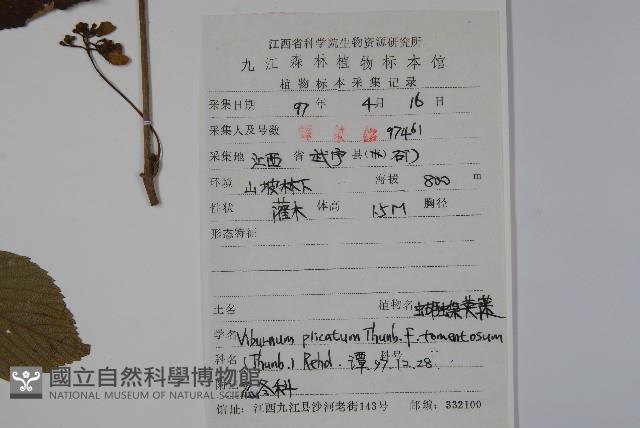 江西省科学院生物资源研究所
九江森林植物标本馆
植物标本采集记录
采集日期 97 年 4月 16 日
采集人及号数 97461
采集地 江西 省 武宁 县(市)
环境 山坡林下 海拔 800 m
性状 灌木 体高 1.5M 胸径
形态特征
土名 植物名 蝴蝶荚蒾
学名 Viburnum plicatum Thunb. f. tomentosum
科名 (Thunb.) Rehd. 谭 97.12.28 科号
忍冬科
馆址：江西九江县沙河老街143号 邮编：332100
國立自然科學博物館
NATIONAL MUSEUM OF NATURAL SCIENCE